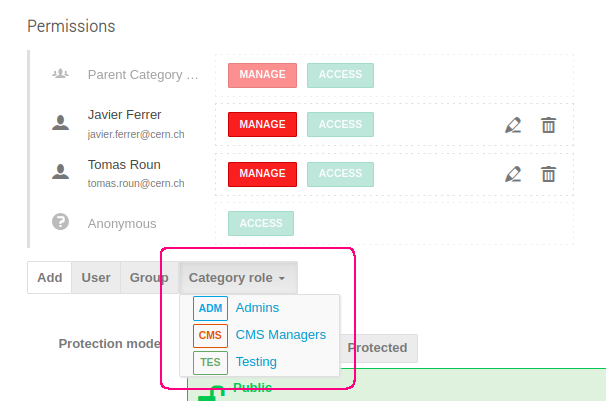 Permissions
Parent Category ... MANAGE ACCESS
Javier Ferrer
javier.ferrer@cern.ch
MANAGE ACCESS
Tomas Roun
tomas.roun@cern.ch
MANAGE ACCESS
? Anonymous ACCESS
Add User Group Category role
ADM Admins
CMS CMS Managers
TES Testing
Protection mode Protected
Public